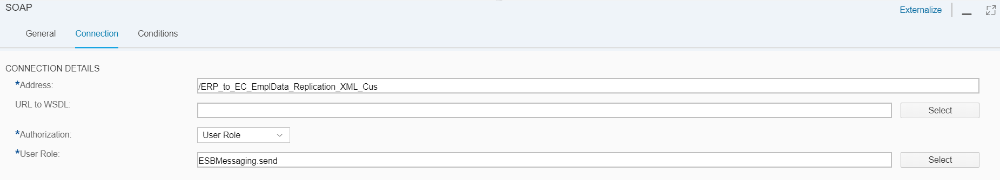 SOAP
Externalize
General Connection Conditions
CONNECTION DETAILS
*Address: /ERP_to_EC_EmplData_Replication_XML_Cus
URL to WSDL: Select
*Authorization: User Role
*User Role: ESBMessaging.send Select